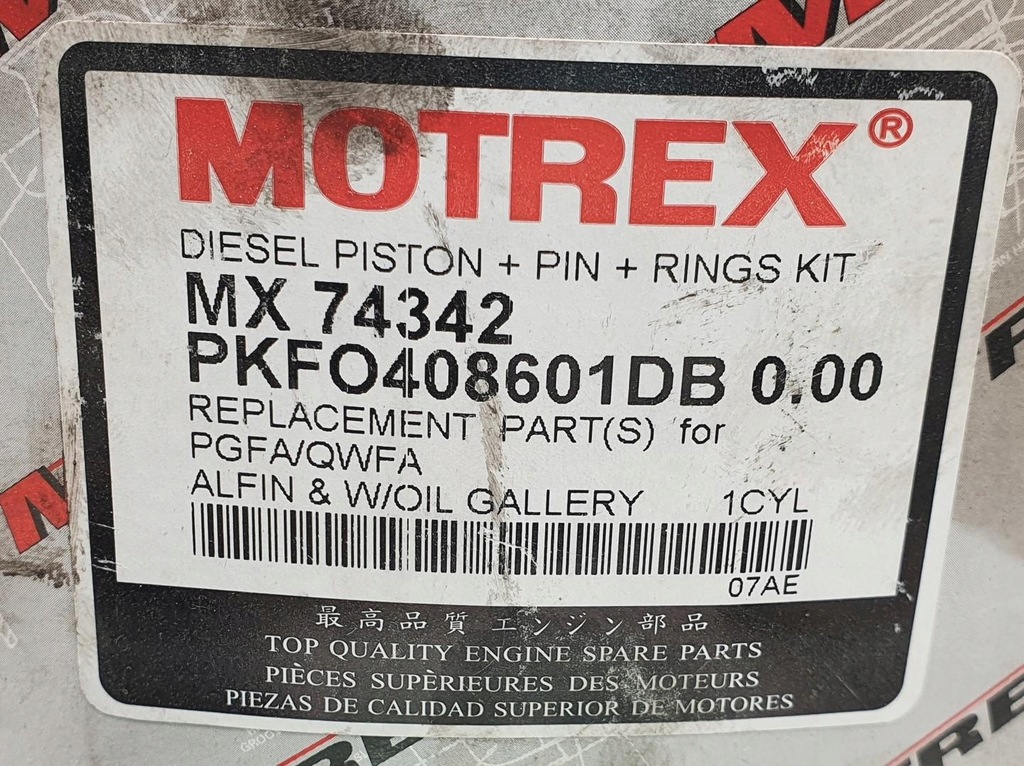 MOTREX®
DIESEL PISTON + PIN + RINGS KIT
MX 74342
PKFO408601DB 0.00
REPLACEMENT PART(S) for
PGFA/QWFA
ALFIN & W/OIL GALLERY 1CYL
07AE
最高品質 エンジン部品
TOP QUALITY ENGINE SPARE PARTS
PIÈCES SUPÈRIEURES DES MOTEURS
PIEZAS DE CALIDAD SUPERIOR DE MOTORES